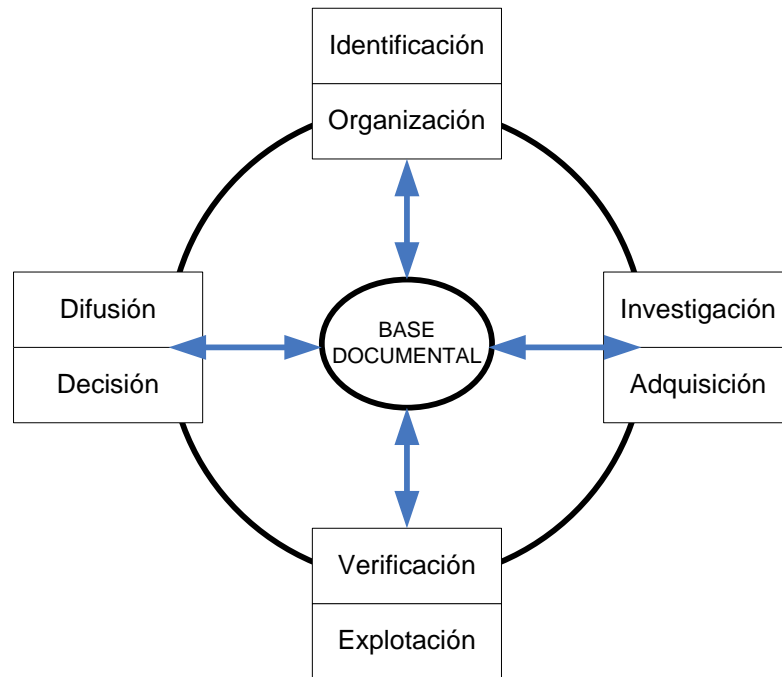 Identificación
Organización
Difusión
Decisión
BASE
DOCUMENTAL
Investigación
Adquisición
Verificación
Explotación